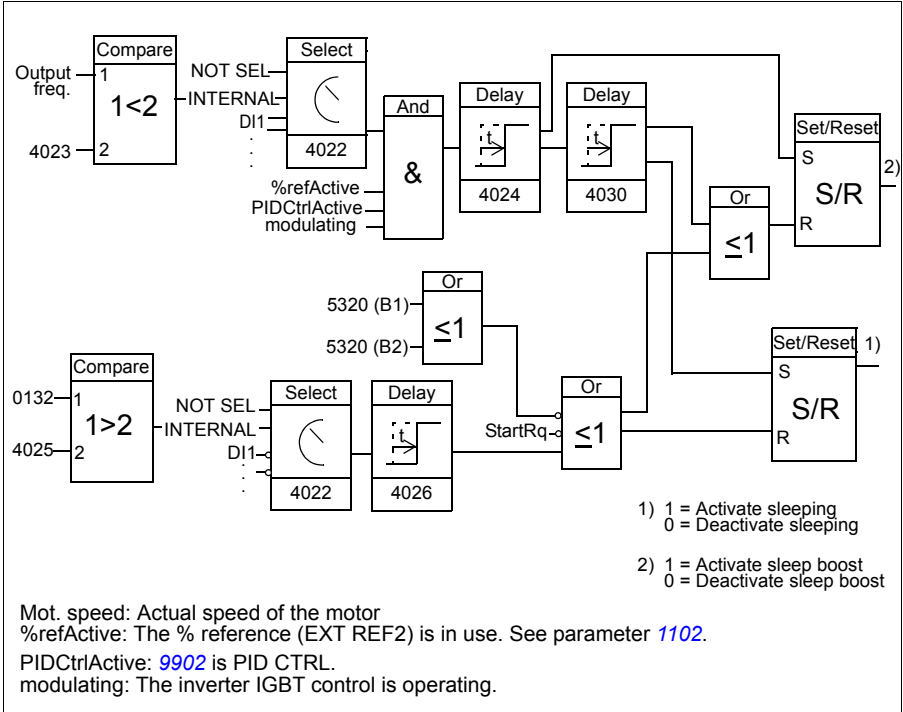 Compare
Output
freq.
1
1<2
4023
2
NOT SEL
INTERNAL
DI1
.
.
.
Select
4022
And
&
%refActive
PIDCtrlActive
modulating
Delay
t
4024
Delay
t
4030
Set/Reset
S
S/R
R
2)
Or
≤1
Or
5320 (B1)
≤1
5320 (B2)
Compare
0132
1
1>2
4025
2
NOT SEL
INTERNAL
DI1
.
.
.
Select
4022
Delay
t
4026
Or
StartRq
≤1
Set/Reset
1)
S
S/R
R
1) 1 = Activate sleeping
0 = Deactivate sleeping
2) 1 = Activate sleep boost
0 = Deactivate sleep boost
Mot. speed: Actual speed of the motor
%refActive: The % reference (EXT REF2) is in use. See parameter 1102.
PIDCtrlActive: 9902 is PID CTRL.
modulating: The inverter IGBT control is operating.